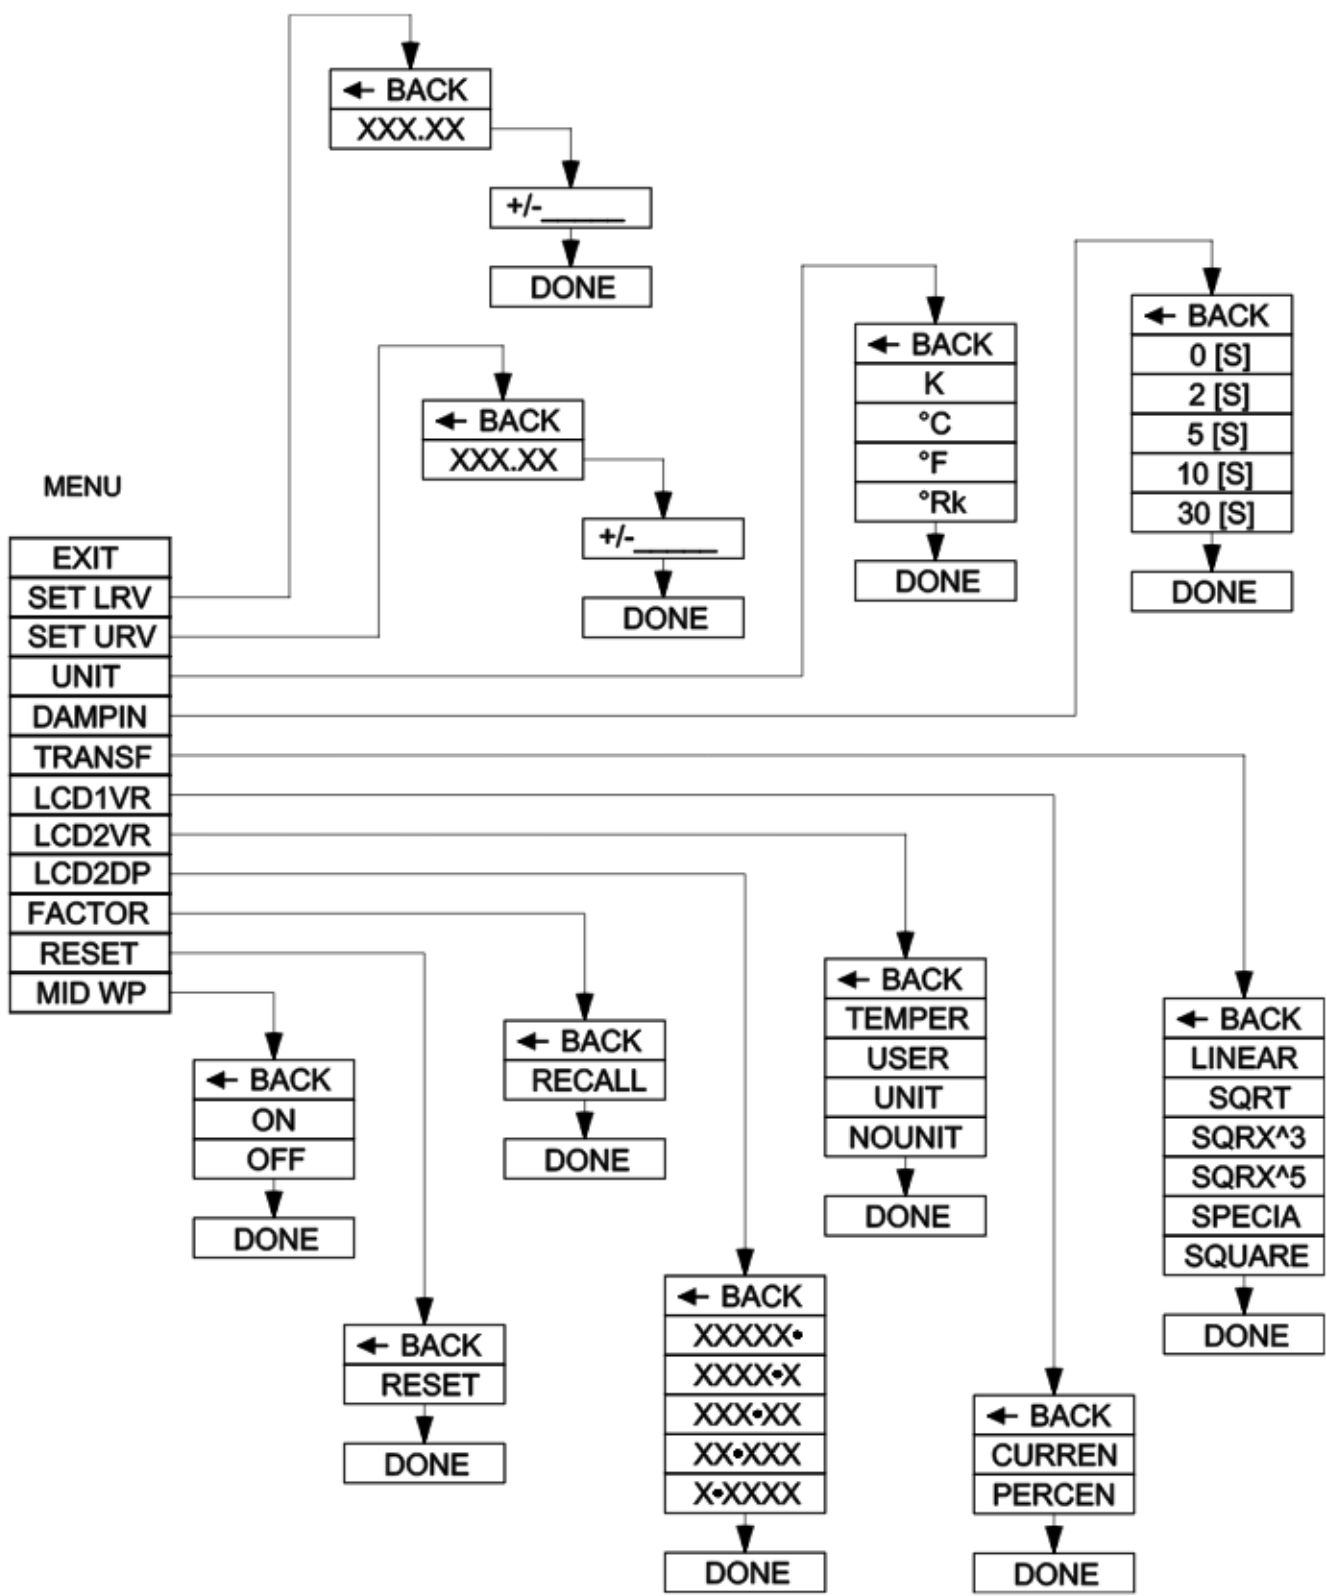 ← BACK
XXX.XX
+/-______
DONE
← BACK
XXX.XX
+/-______
DONE
← BACK
K
°C
°F
°Rk
DONE
← BACK
0 [S]
2 [S]
5 [S]
10 [S]
30 [S]
DONE
MENU
EXIT
SET LRV
SET URV
UNIT
DAMPIN
TRANSF
LCD1VR
LCD2VR
LCD2DP
FACTOR
RESET
MID WP
← BACK
ON
OFF
DONE
← BACK
RESET
DONE
← BACK
RECALL
DONE
← BACK
XXXXX•
XXXX•X
XXX•XX
XX•XXX
X•XXXX
DONE
← BACK
TEMPER
USER
UNIT
NOUNIT
DONE
← BACK
CURREN
PERCEN
DONE
← BACK
LINEAR
SQRT
SQRX^3
SQRX^5
SPECIA
SQUARE
DONE